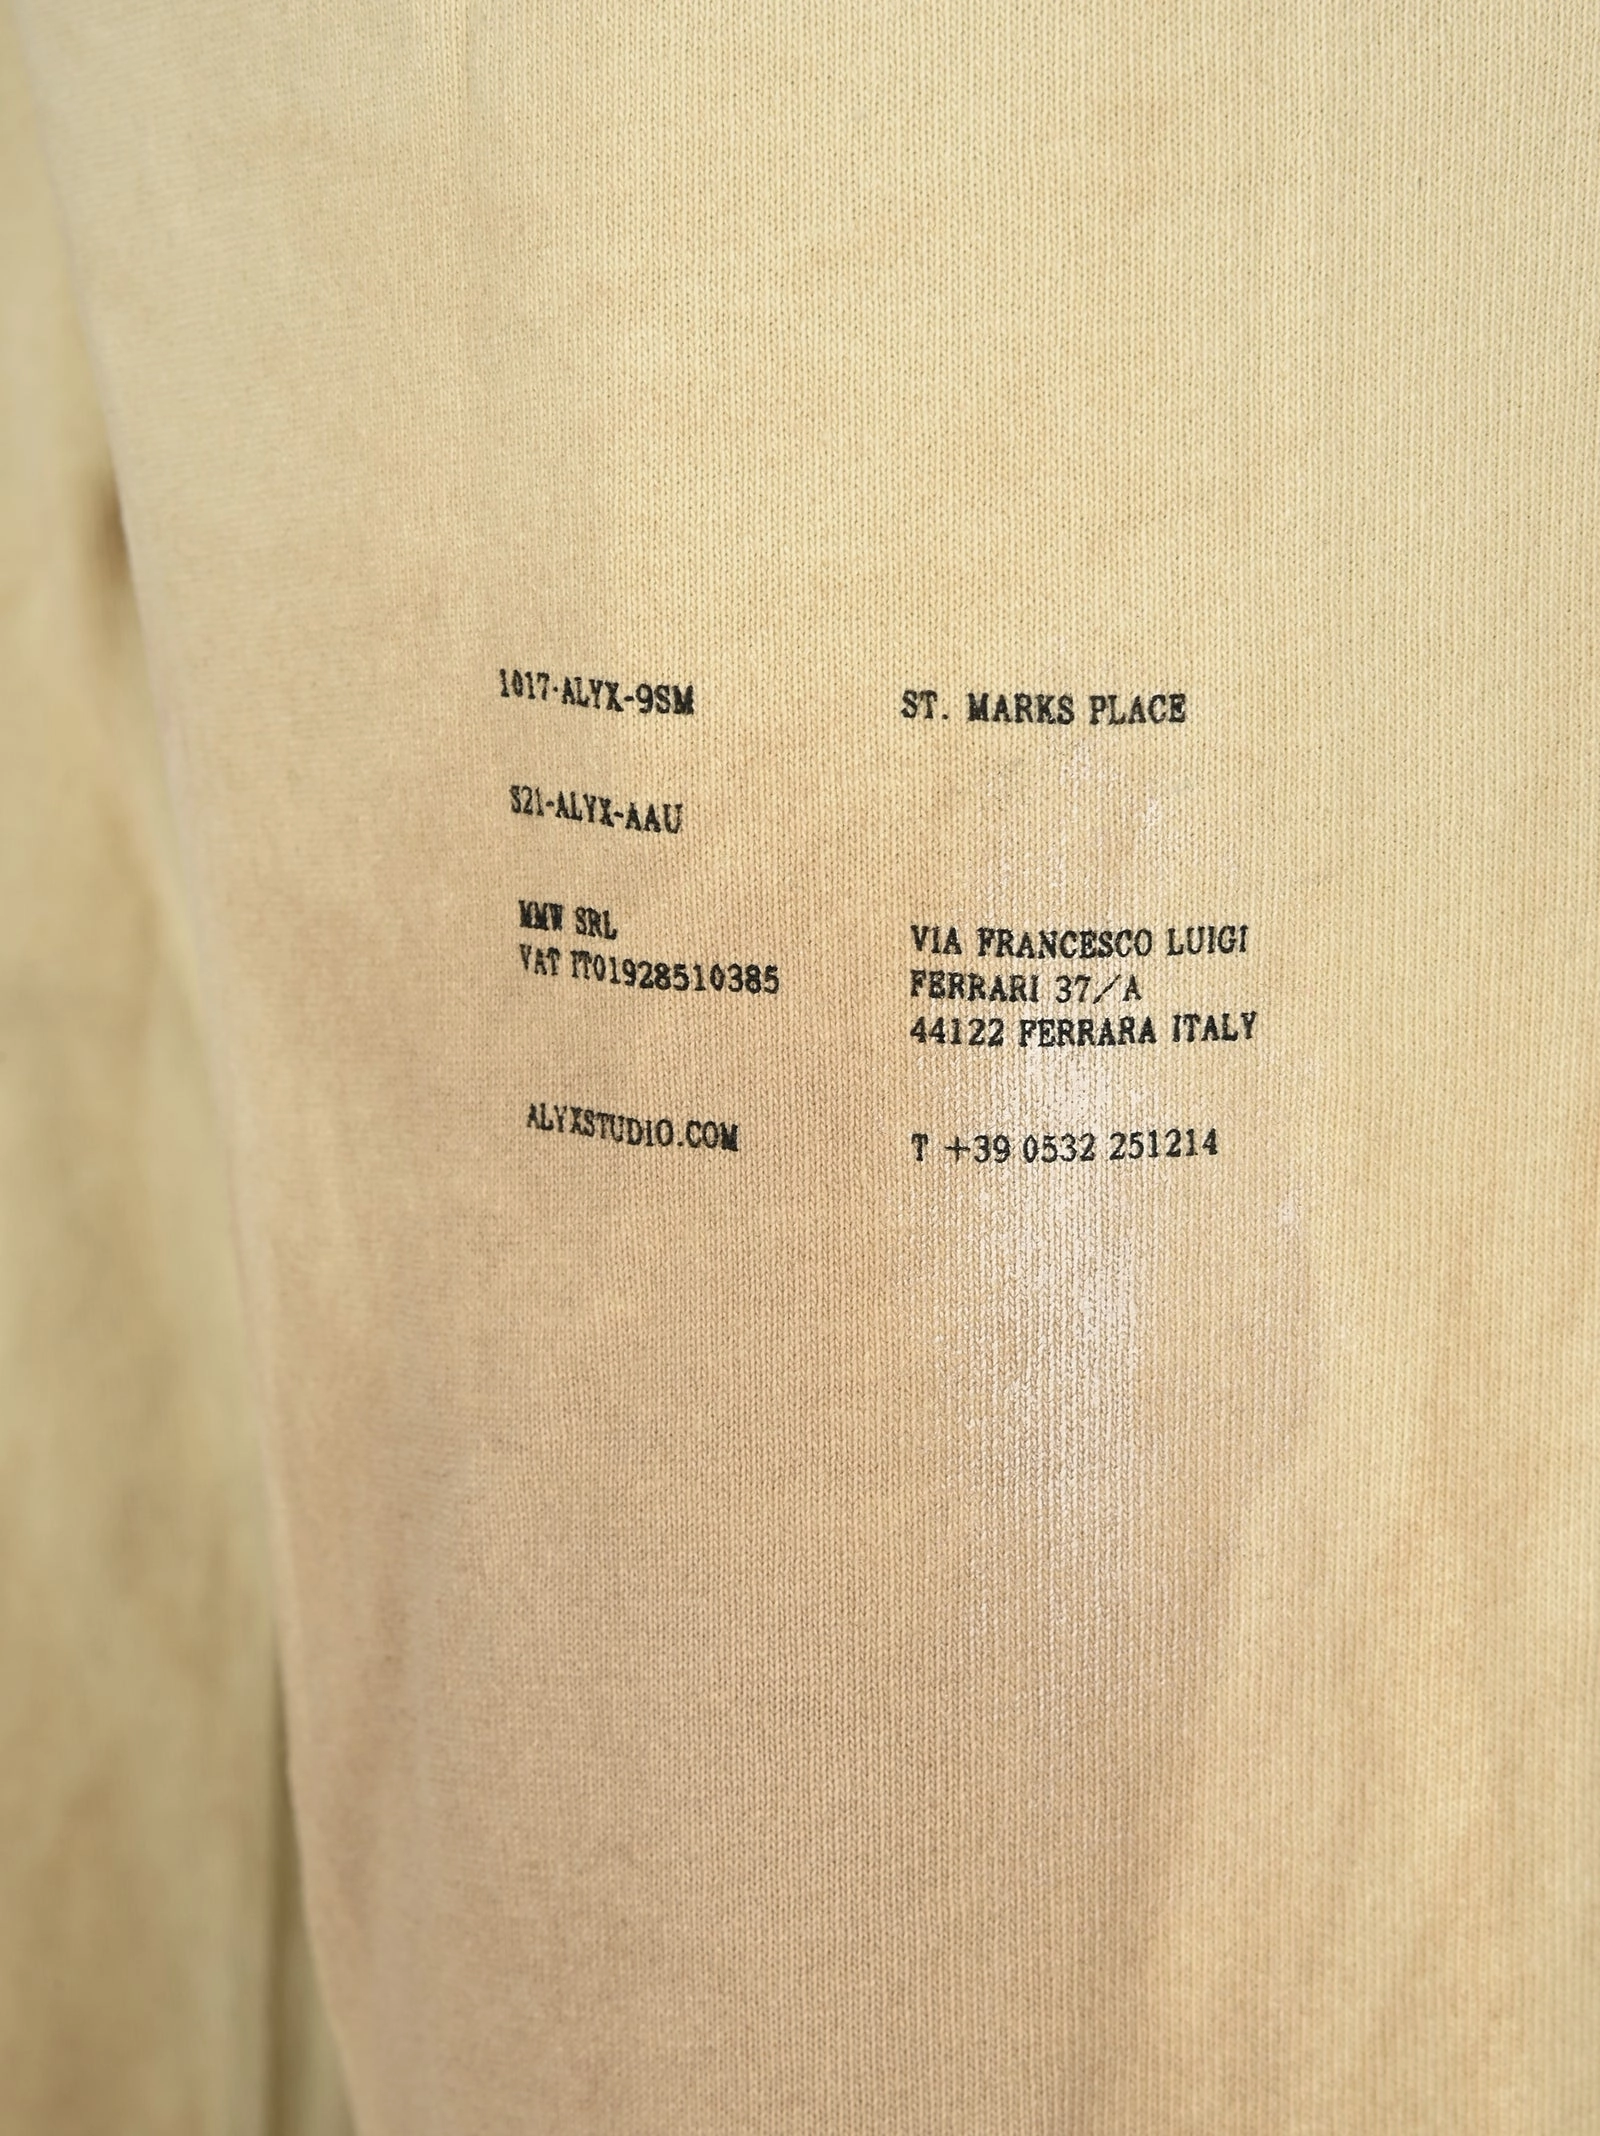 1017-ALYX-9SM
ST. MARKS PLACE
S21-ALYX-AAU
MMW SRL
VAT IT01928510385
VIA FRANCESCO LUIGI
FERRARI 37/A
44122 FERRARA ITALY
ALYXSTUDIO.COM
T +39 0532 251214